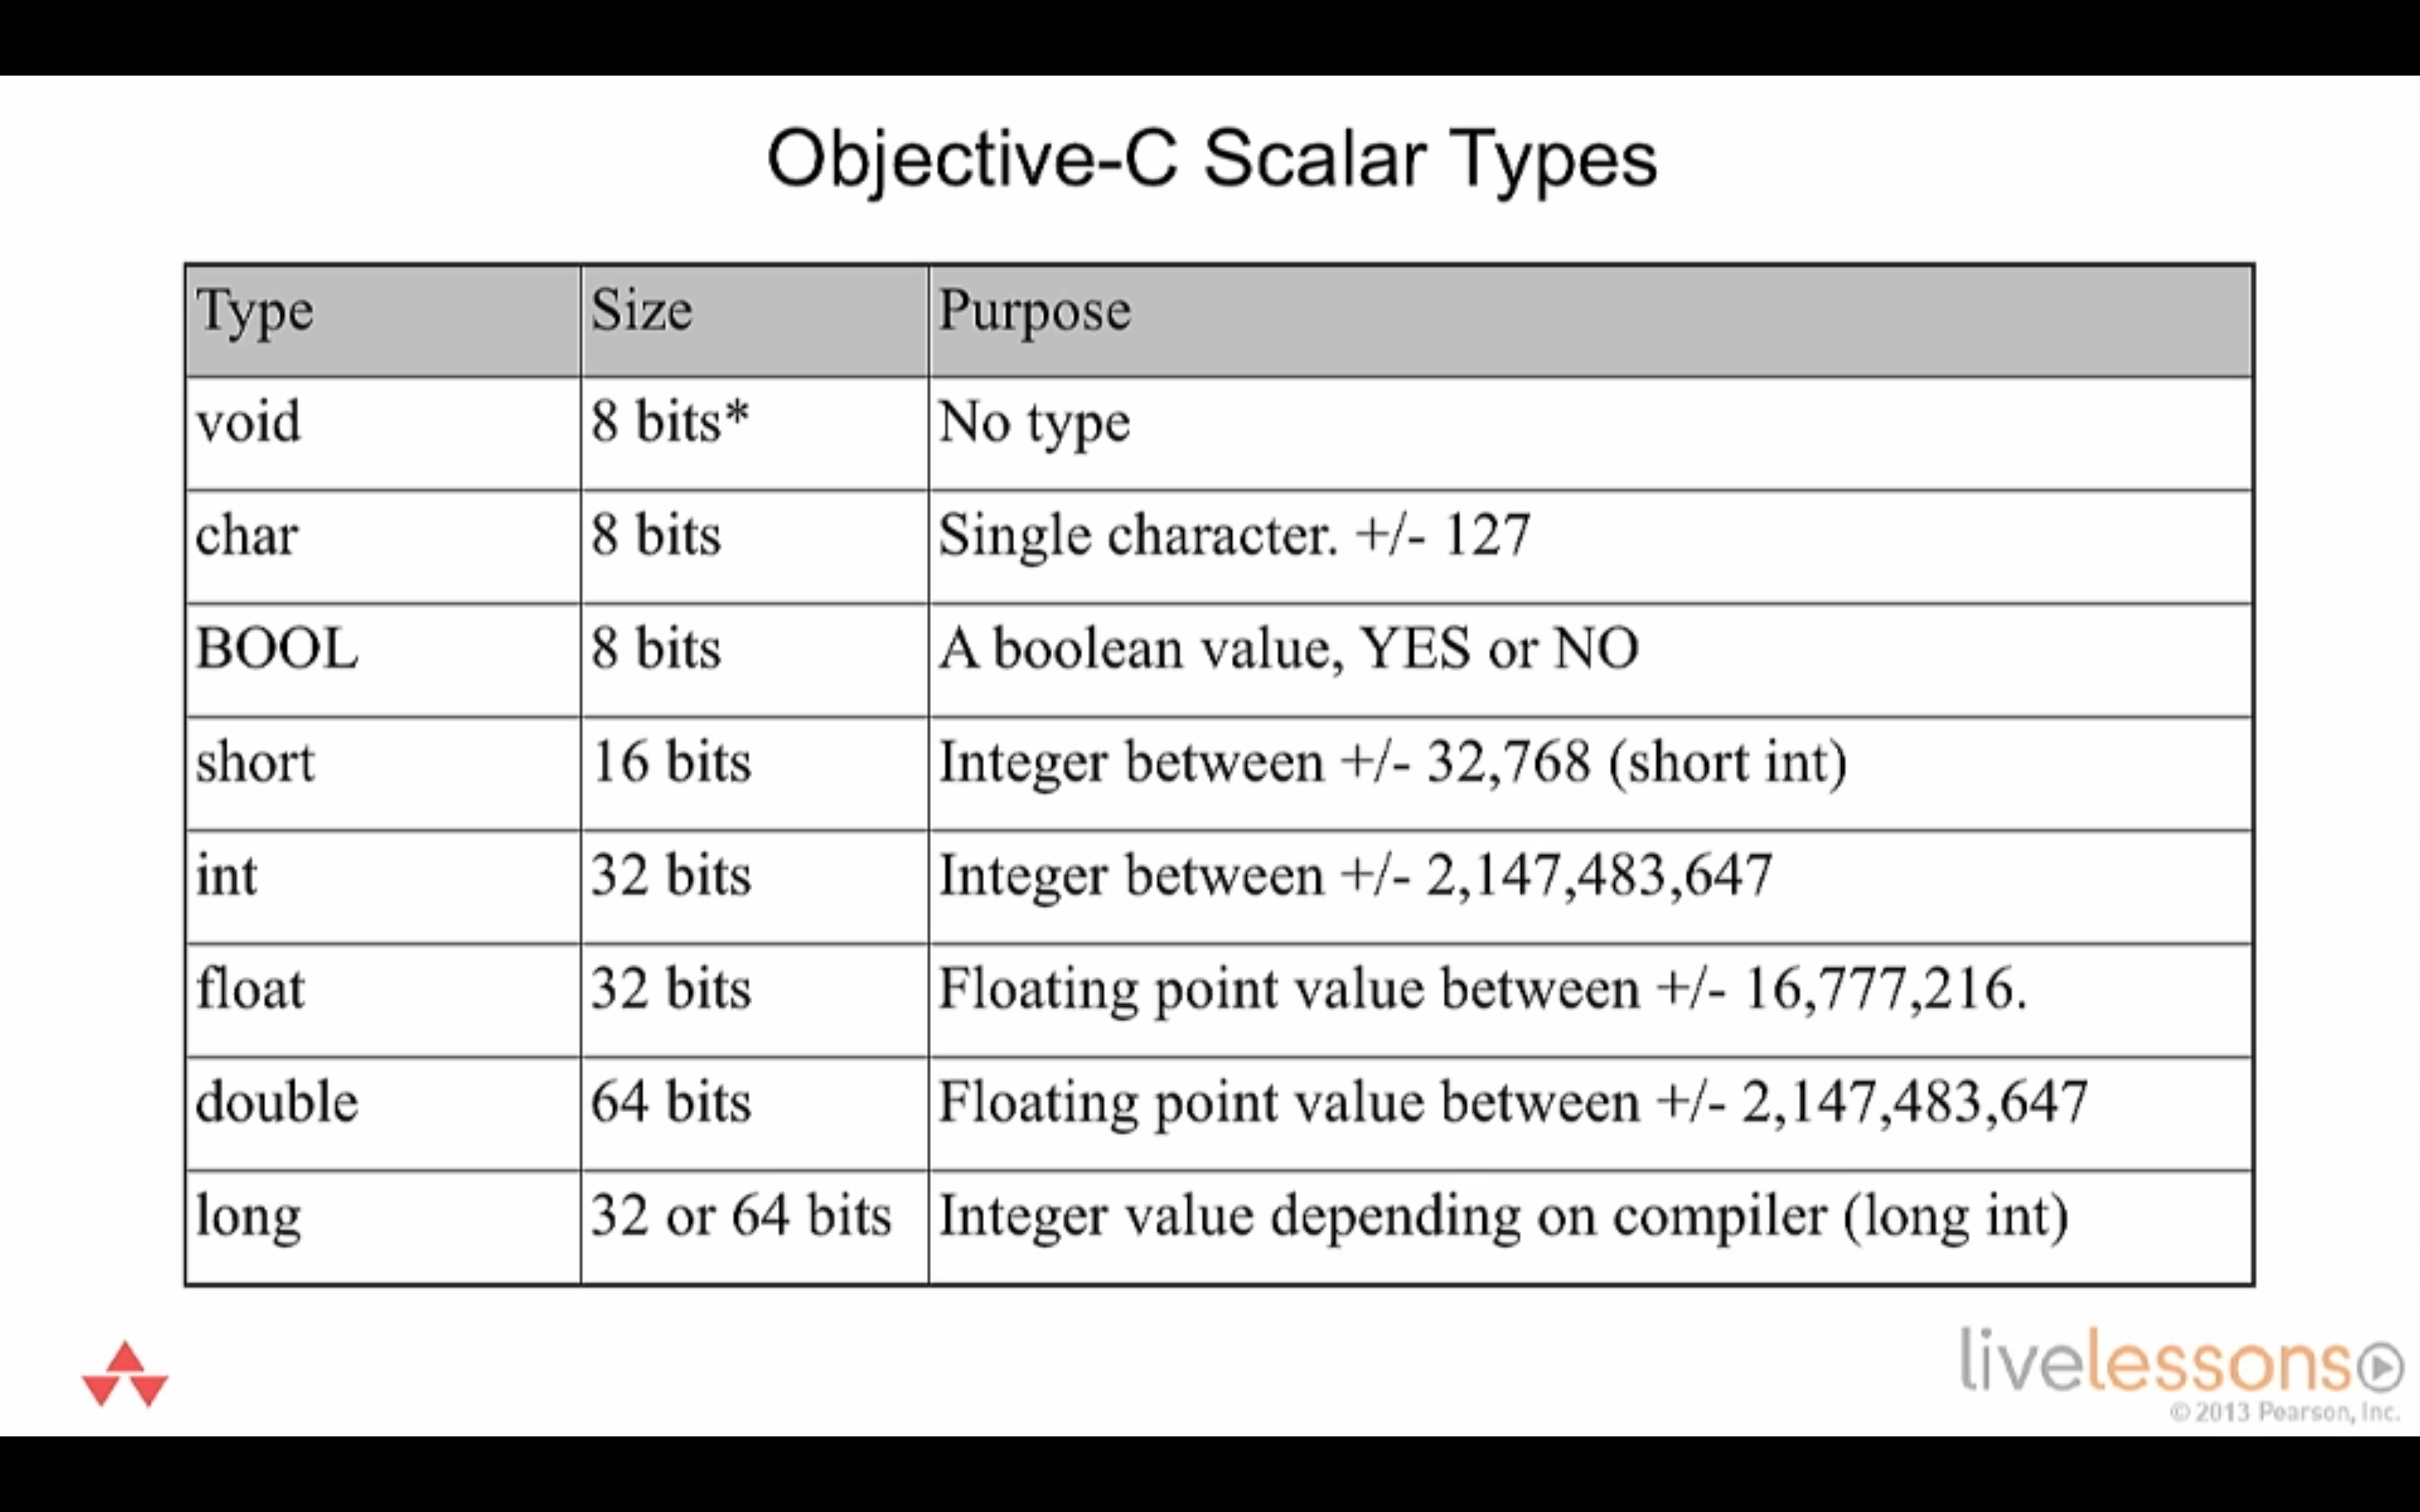 Objective-C Scalar Types
Type Size Purpose
void 8 bits* No type
char 8 bits Single character. +/- 127
BOOL 8 bits A boolean value, YES or NO
short 16 bits Integer between +/- 32,768 (short int)
int 32 bits Integer between +/- 2,147,483,647
float 32 bits Floating point value between +/- 16,777,216.
double 64 bits Floating point value between +/- 2,147,483,647
long 32 or 64 bits Integer value depending on compiler (long int)
livelessons
© 2013 Pearson, Inc.